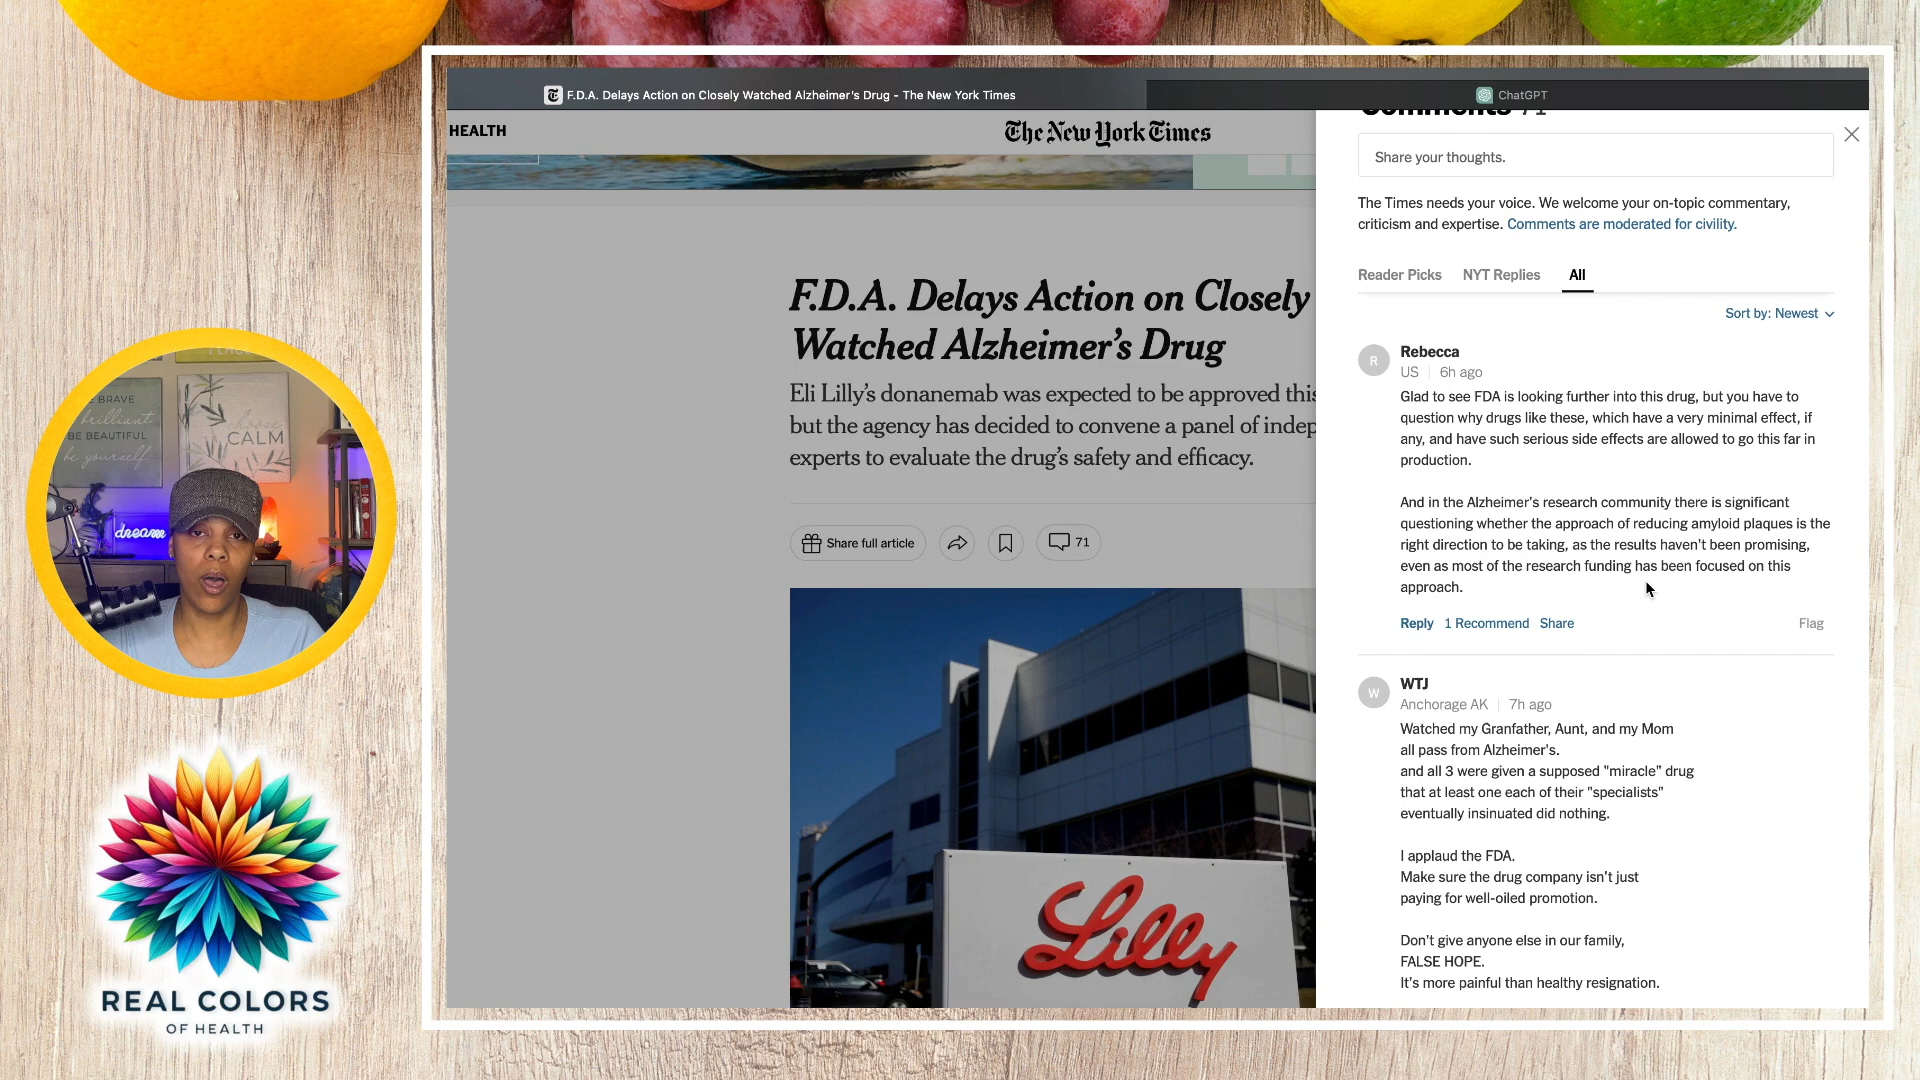 F.D.A. Delays Action on Closely Watched Alzheimer's Drug - The New York Times
ChatGPT
HEALTH
The New York Times
F.D.A. Delays Action on Closely
Watched Alzheimer's Drug
Eli Lilly's donanemab was expected to be approved this
but the agency has decided to convene a panel of indep
experts to evaluate the drug's safety and efficacy.
Share full article
71
Lilly
Comments 71
Share your thoughts.
The Times needs your voice. We welcome your on-topic commentary,
criticism and expertise. Comments are moderated for civility.
Reader Picks NYT Replies All
Sort by: Newest
R
Rebecca
US | 6h ago
Glad to see FDA is looking further into this drug, but you have to
question why drugs like these, which have a very minimal effect, if
any, and have such serious side effects are allowed to go this far in
production.
And in the Alzheimer's research community there is significant
questioning whether the approach of reducing amyloid plaques is the
right direction to be taking, as the results haven't been promising,
even as most of the research funding has been focused on this
approach.
Reply 1 Recommend Share Flag
W
WTJ
Anchorage AK | 7h ago
Watched my Granfather, Aunt, and my Mom
all pass from Alzheimer's.
and all 3 were given a supposed "miracle" drug
that at least one each of their "specialists"
eventually insinuated did nothing.
I applaud the FDA.
Make sure the drug company isn't just
paying for well-oiled promotion.
Don't give anyone else in our family,
FALSE HOPE.
It's more painful than healthy resignation.
BRAVE
brilliant
BE BEAUTIFUL
be yourself
choose
CALM
dream
REAL COLORS
OF HEALTH